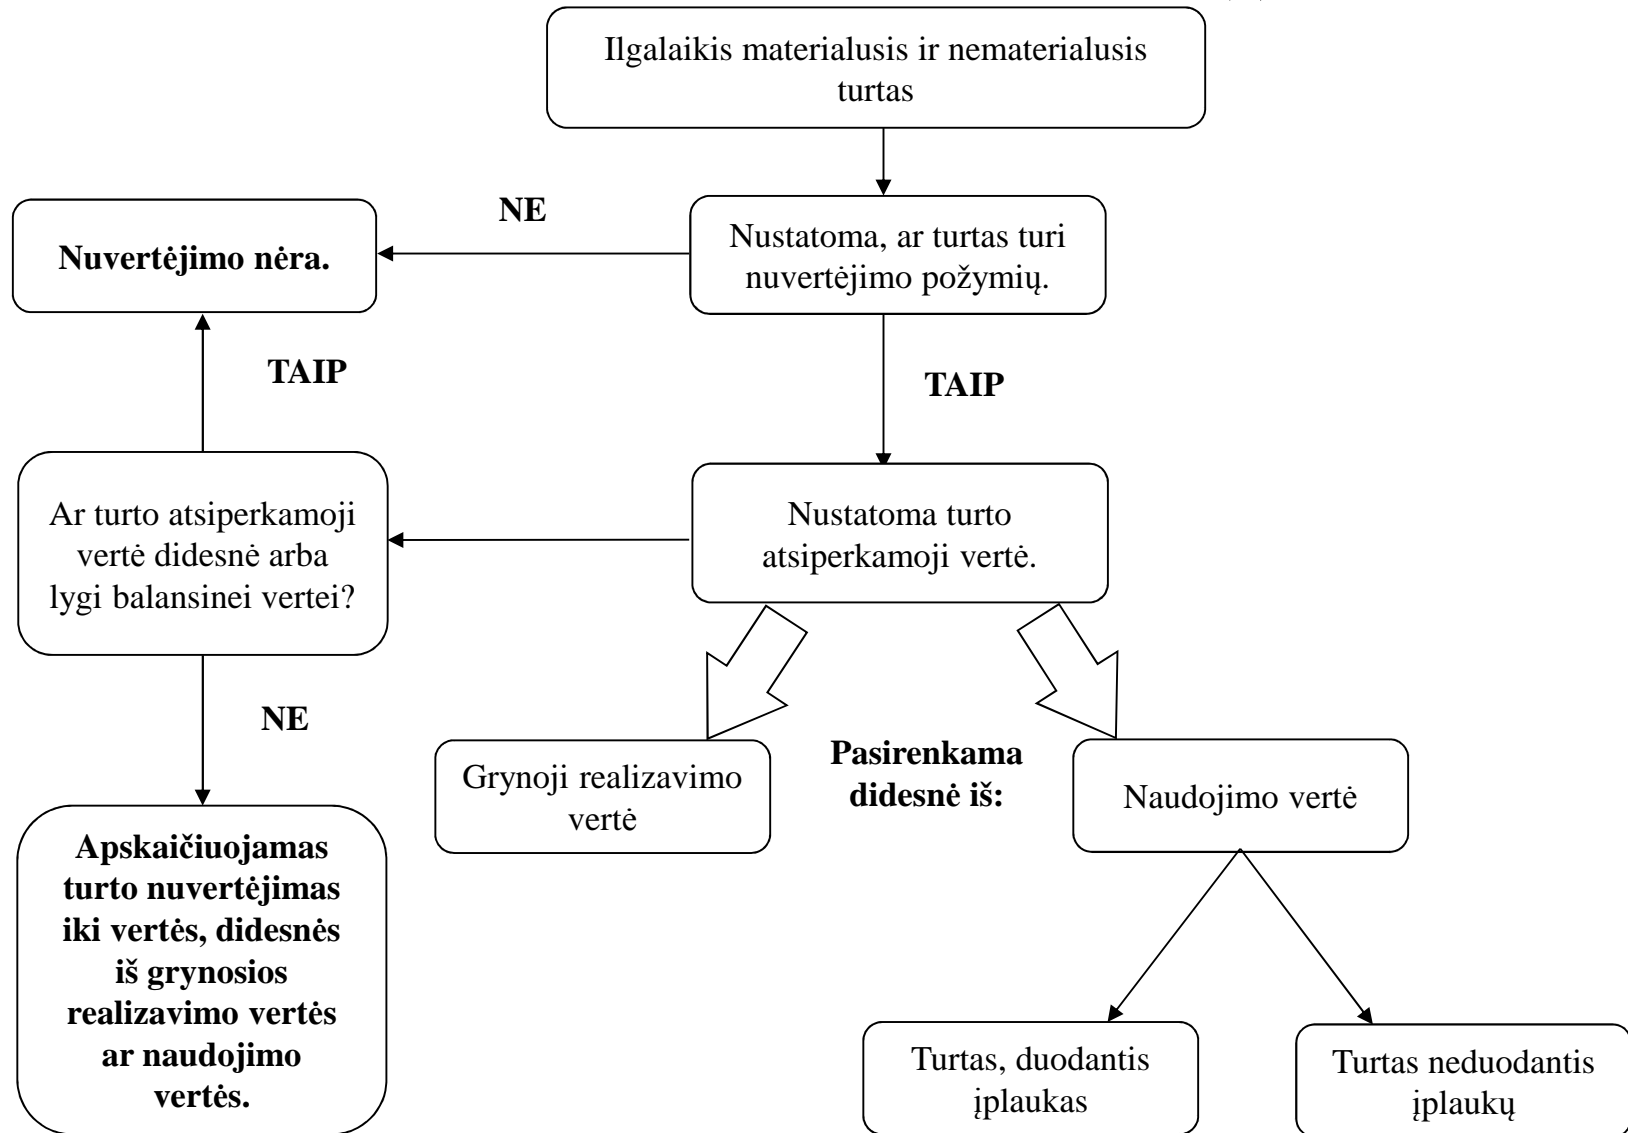 Ilgalaikis materialusis ir nematerialusis
turtas
NE
Nuvertėjimo nėra.
Nustatoma, ar turtas turi
nuvertėjimo požymių.
TAIP
TAIP
Ar turto atsiperkamoji
vertė didesnė arba
lygi balansinei vertei?
Nustatoma turto
atsiperkamoji vertė.
NE
Grynoji realizavimo
vertė
Pasirenkama
didesnė iš:
Naudojimo vertė
Apskaičiuojamas
turto nuvertėjimas
iki vertės, didesnės
iš grynosios
realizavimo vertės
ar naudojimo
vertės.
Turtas, duodantis
įplaukas
Turtas neduodantis
įplaukų